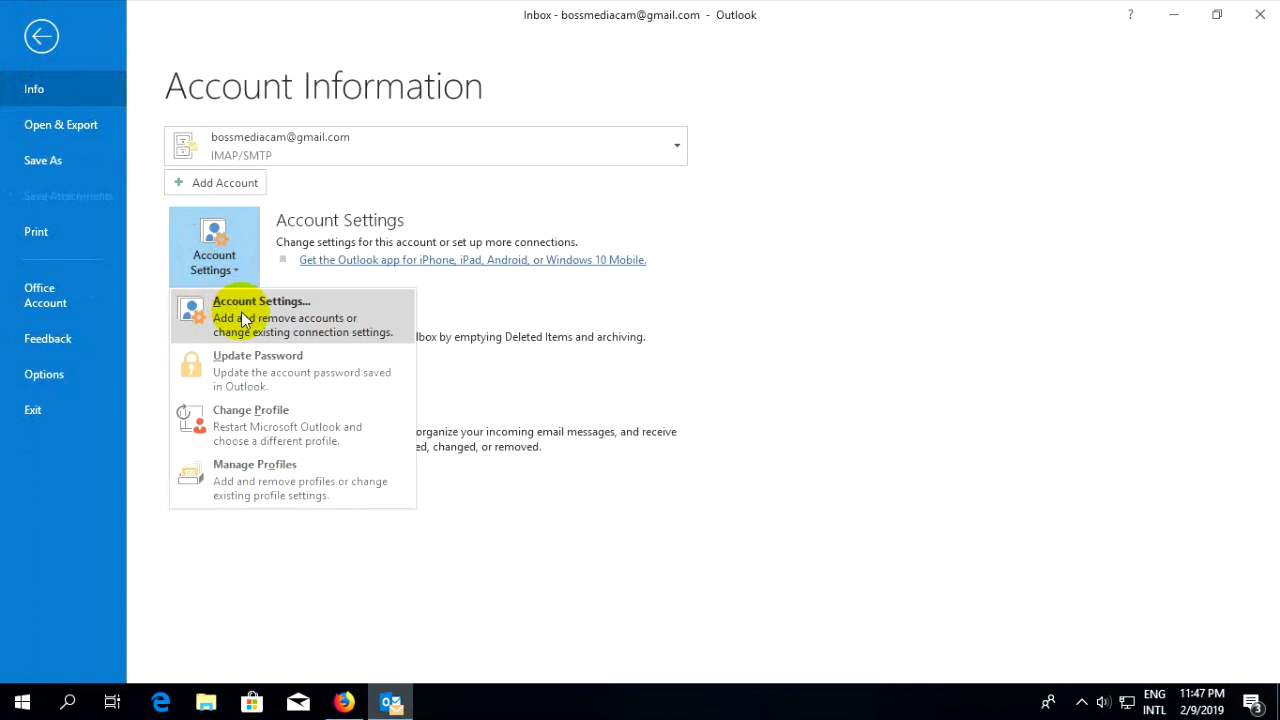 Inbox - bossmediacam@gmail.com - Outlook
?
Info
Open & Export
Save As
Save Attachments
Print
Office
Account
Feedback
Options
Exit
Account Information
bossmediacam@gmail.com
IMAP/SMTP
+ Add Account
Account
Settings
Account Settings
Change settings for this account or set up more connections.
Get the Outlook app for iPhone, iPad, Android, or Windows 10 Mobile.
Account Settings...
Add and remove accounts or
change existing connection settings.
Update Password
Update the account password saved
in Outlook.
Change Profile
Restart Microsoft Outlook and
choose a different profile.
Manage Profiles
Add and remove profiles or change
existing profile settings.
by emptying Deleted Items and archiving.
organize your incoming email messages, and receive
changed, or removed.
ENG
INTL
11:47 PM
2/9/2019
3